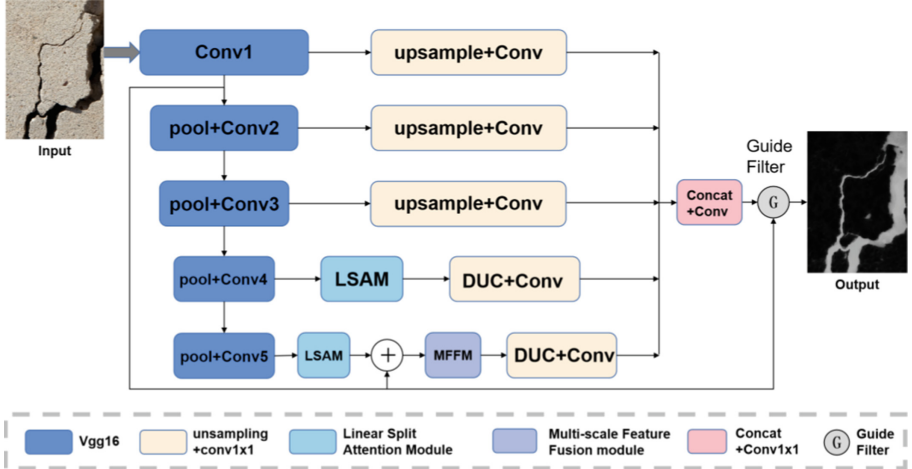 Conv1
upsample+Conv
Input
pool+Conv2
upsample+Conv
Guide
Filter
pool+Conv3
upsample+Conv
Concat
+Conv
G
pool+Conv4
LSAM
DUC+Conv
Output
pool+Conv5
LSAM
+
MFFM
DUC+Conv
Vgg16
unsampling
+conv1x1
Linear Split
Attention Module
Multi-scale Feature
Fusion module
Concat
+Conv1x1
G
Guide
Filter